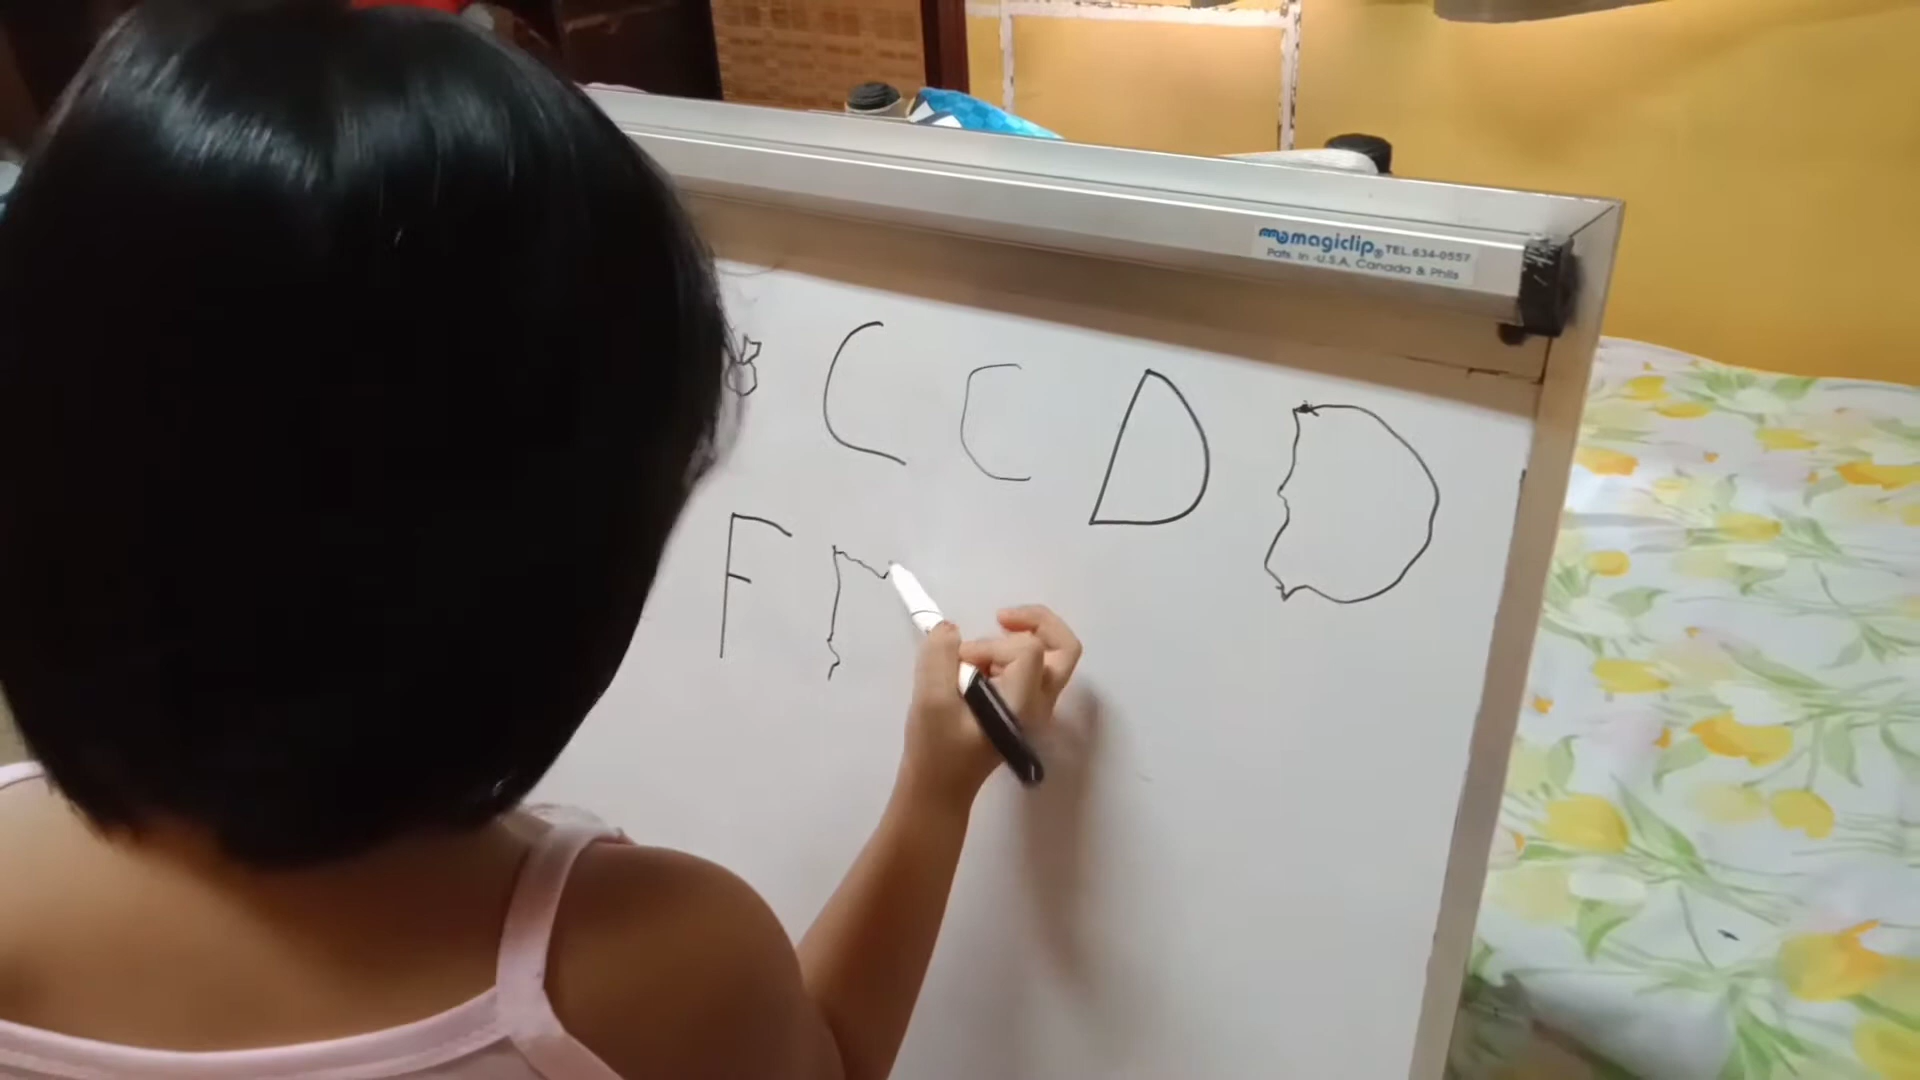 magiclip® TEL.634-0557
Pats. in U.S.A. Canada & Phils
C C D D
F